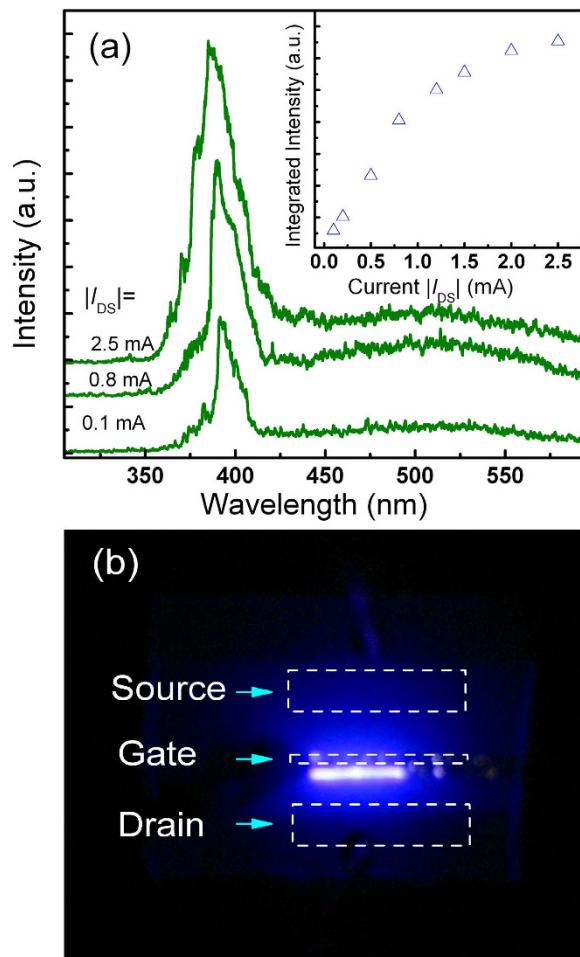 (a)
Intensity (a.u.)
|I_DS|=
2.5 mA
0.8 mA
0.1 mA
350 400 450 500 550
Wavelength (nm)
Integrated Intensity (a.u.)
0.0 0.5 1.0 1.5 2.0 2.5
Current |I_DS| (mA)
(b)
Source
Gate
Drain